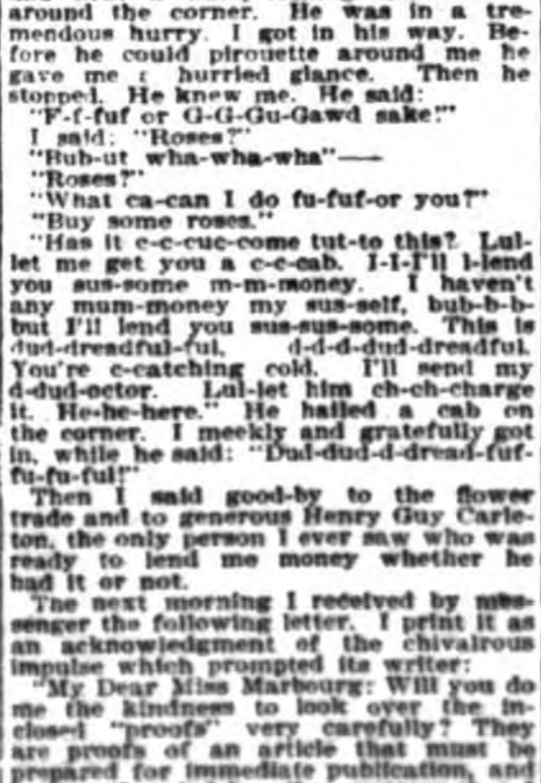 around the corner. He was in a tre-
mendous hurry. I got in his way. Be-
fore he could pirouette around me he
gave me a hurried glance. Then he
stopped. He knew me. He said:
"F-f-fuf or G-G-Gu-Gawd sake!"
I said: "Roses?"
"Bub-ut wha-wha-wha"—
"Roses?"
"What ca-can I do fu-fuf-or you?"
"Buy some roses."
"Has it c-c-cuc-come tut-to this? Lul-
let me get you a c-c-cab. I-I-I'll l-lend
you sus-some m-m-money. I haven't
any mum-money my sus-self, bub-b-b-
but I'll lend you sus-sus-some. This is
dud-dreadful-ful, d-d-d-dud-dreadful.
You're c-catching cold. I'll send my
d-dud-octor. Lul-let him ch-ch-charge
it. He-he-here." He hailed a cab on
the corner. I meekly and gratefully got
in, while he said: "Dud-dud-d-dread-fuf-
fu-fu-ful!"
Then I said good-by to the flower
trade and to generous Henry Guy Carle-
ton, the only person I ever saw who was
ready to lend me money whether he
had it or not.
The next morning I received by mes-
senger the following letter. I print it as
an acknowledgment of the chivalrous
impulse which prompted its writer:
"My Dear Miss Marbourg: Will you do
me the kindness to look over the in-
closed "proofs" very carefully? They
are proofs of an article that must be
prepared for immediate publication, and